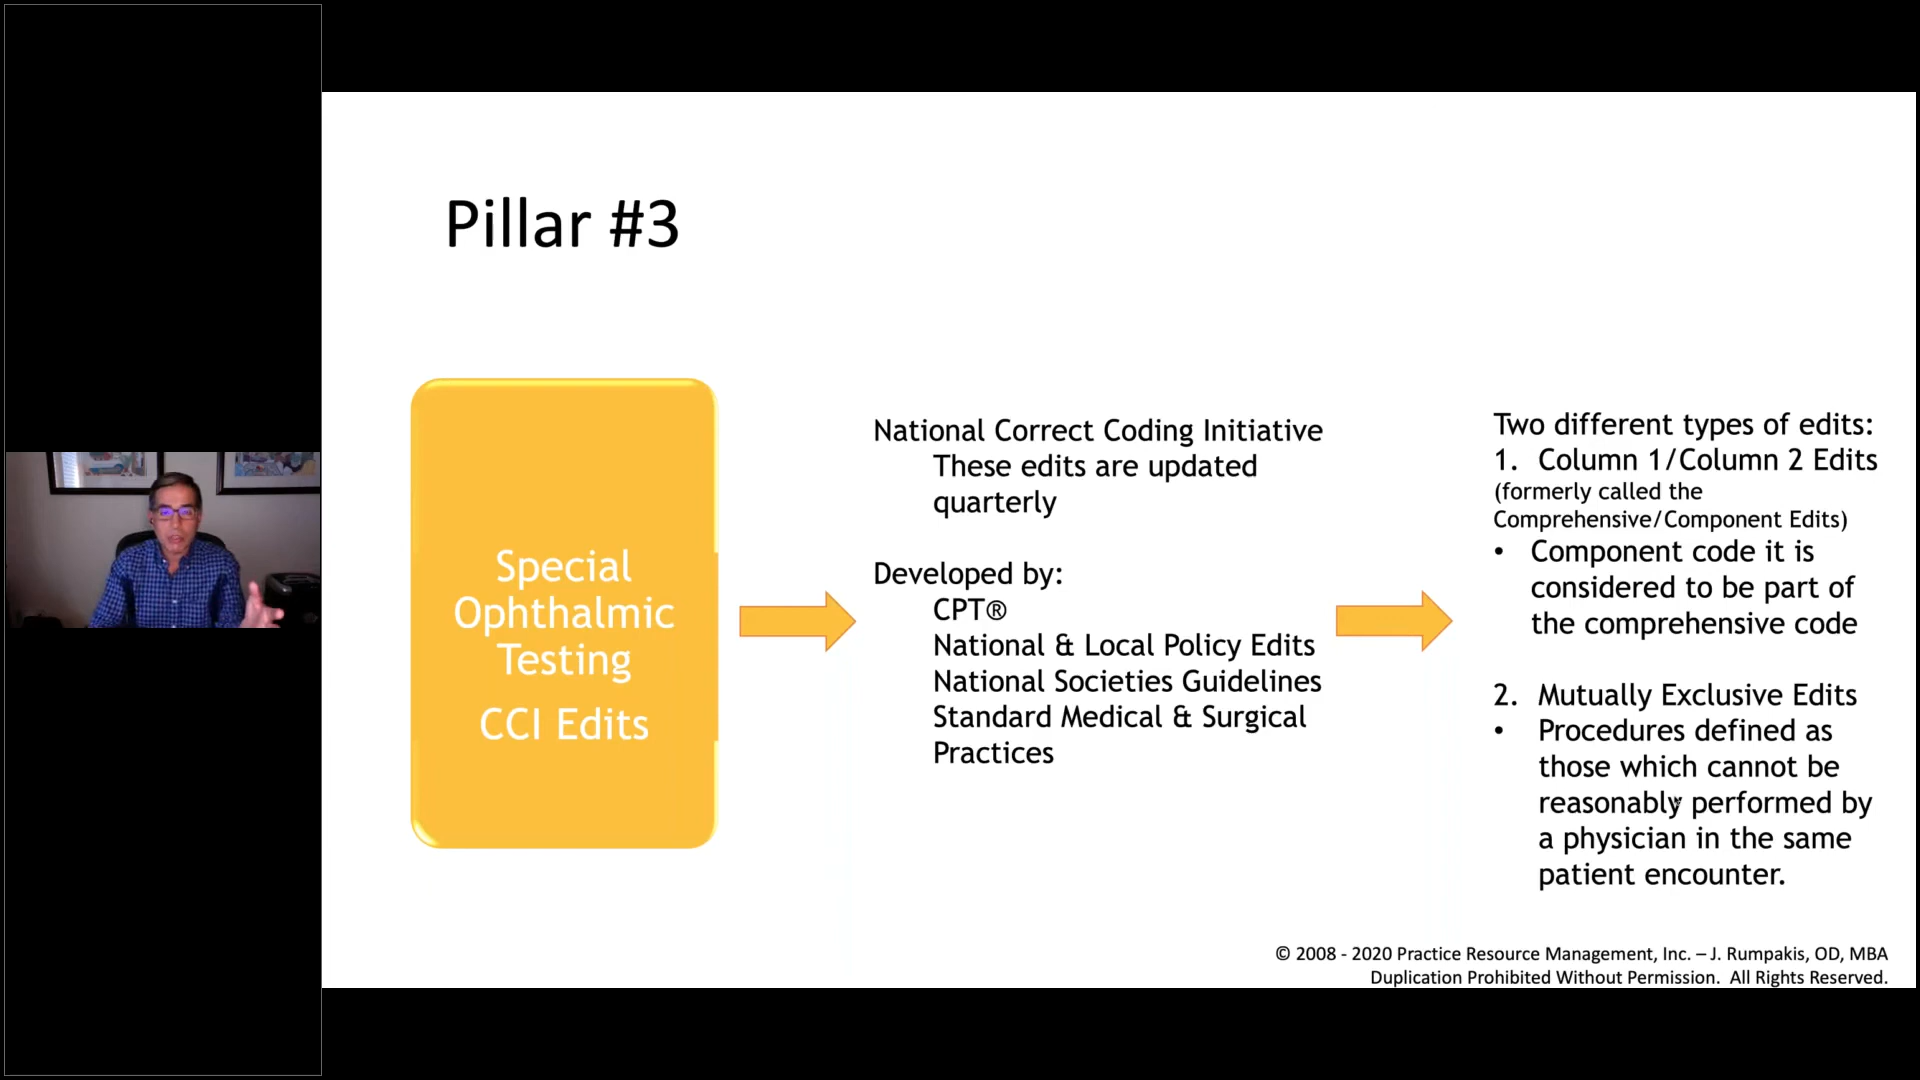 Pillar #3
Special
Ophthalmic
Testing
CCI Edits
National Correct Coding Initiative
These edits are updated
quarterly
Developed by:
CPT®
National & Local Policy Edits
National Societies Guidelines
Standard Medical & Surgical
Practices
Two different types of edits:
1. Column 1/Column 2 Edits
(formerly called the
Comprehensive/Component Edits)
• Component code it is
considered to be part of
the comprehensive code
2. Mutually Exclusive Edits
• Procedures defined as
those which cannot be
reasonably performed by
a physician in the same
patient encounter.
© 2008 - 2020 Practice Resource Management, Inc. – J. Rumpakis, OD, MBA
Duplication Prohibited Without Permission. All Rights Reserved.